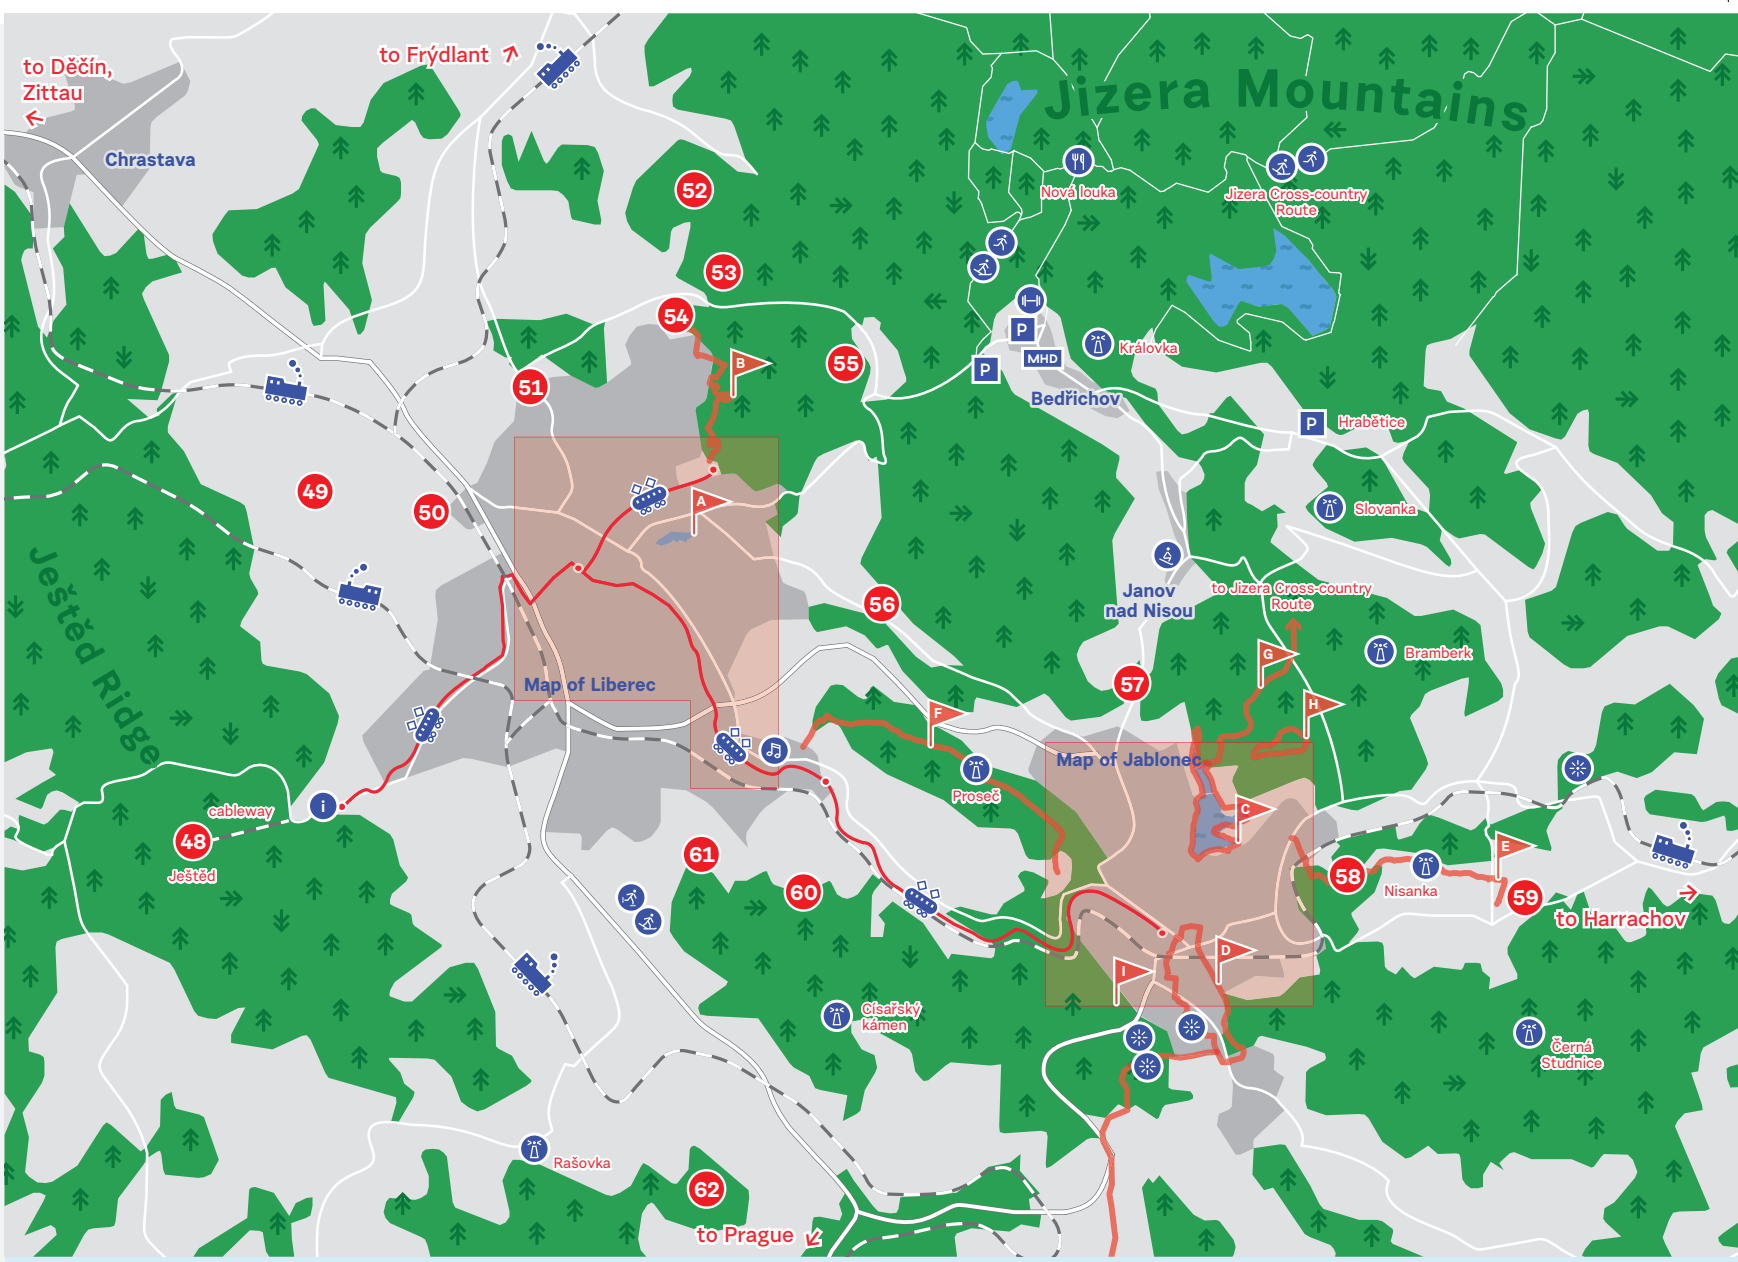 to Děčín,
Zittau
to Frýdlant
Chrastava
Jizera Mountains
Nová louka
Jizera Cross-country
Route
52
53
54
55
B
P
MHD
P
Královka
Bedřichov
P
Hrabětice
51
49
50
A
Slovanka
Ještěd Ridge
56
Janov
nad Nisou
to Jizera Cross-country
Route
Bramberk
57
G
H
Map of Liberec
F
Map of Jablonec
Proseč
C
i
cableway
48
Ještěd
61
60
58
Nisanka
E
59
to Harrachov
D
I
Císařský
kámen
Černá
Studnice
Rašovka
62
to Prague